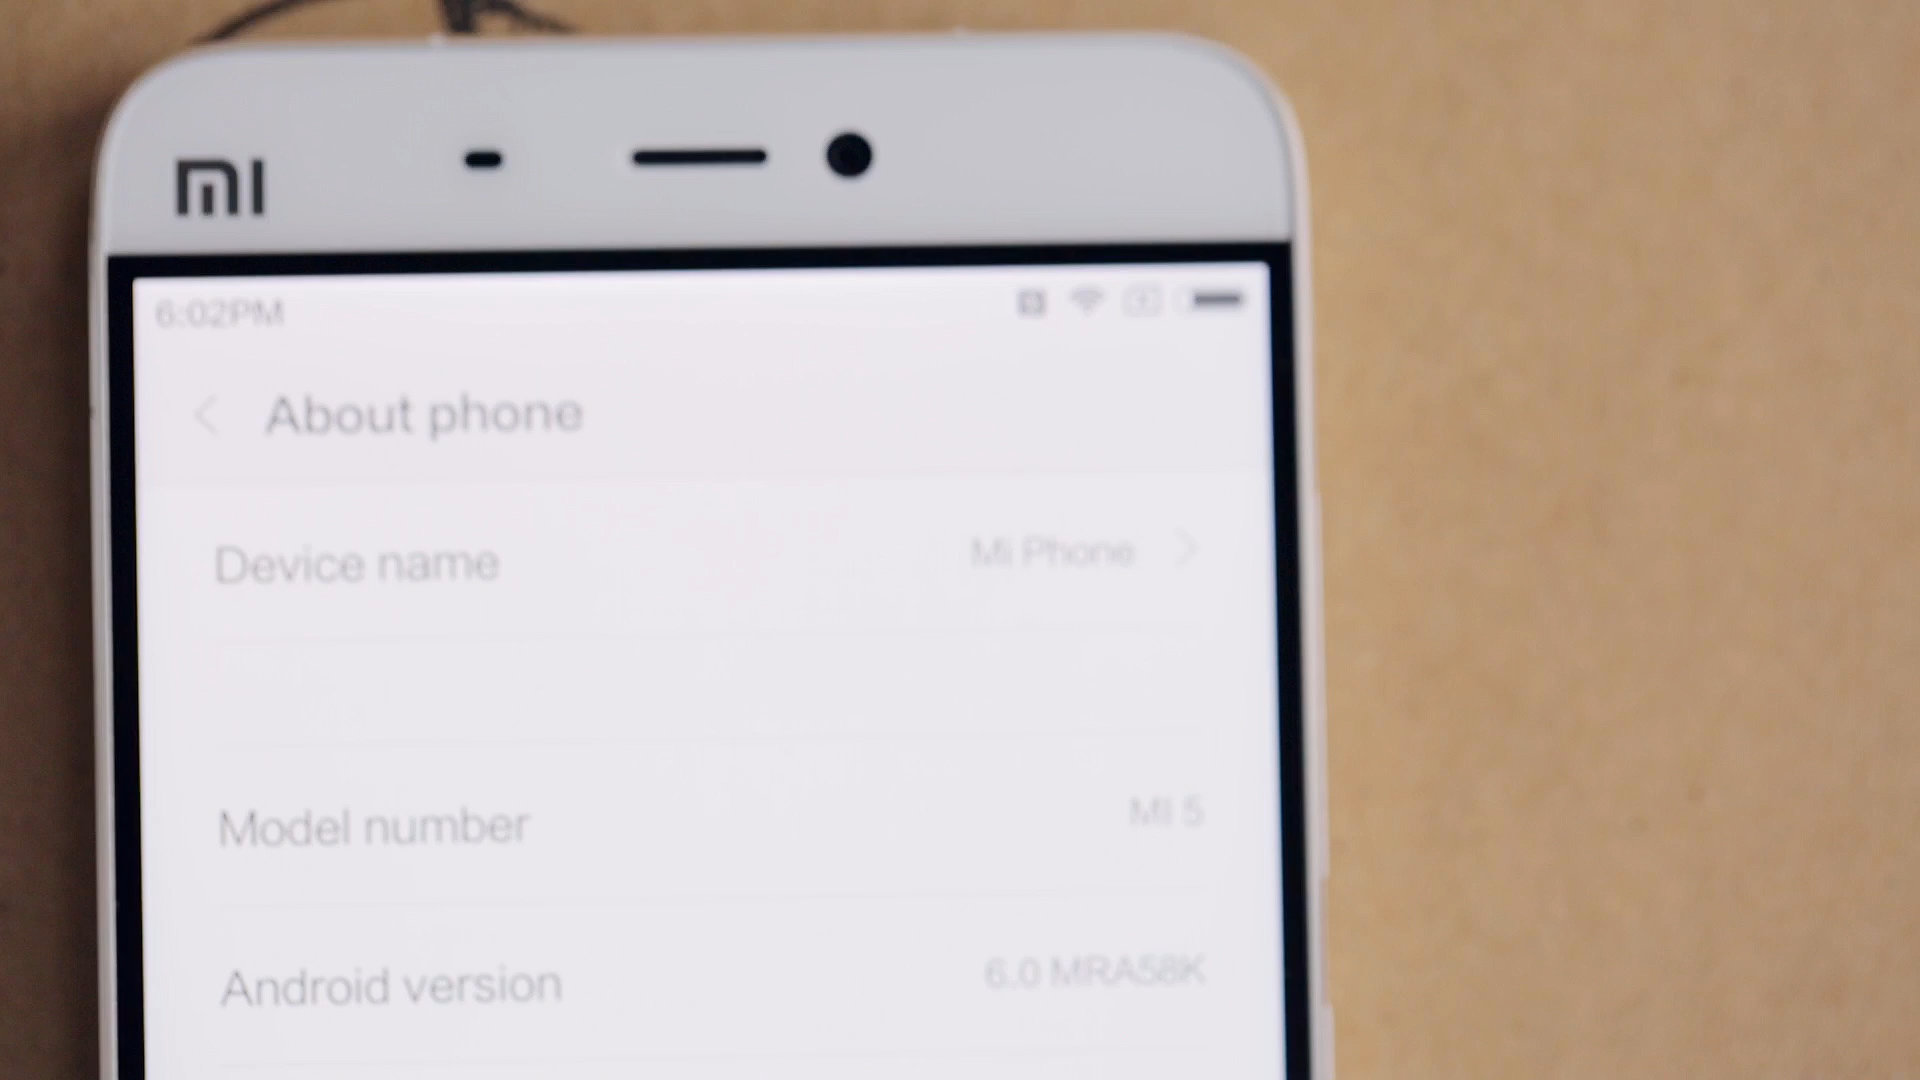 MI
6:02PM
About phone
Device name Mi Phone
Model number MI 5
Android version 6.0 MRA58K